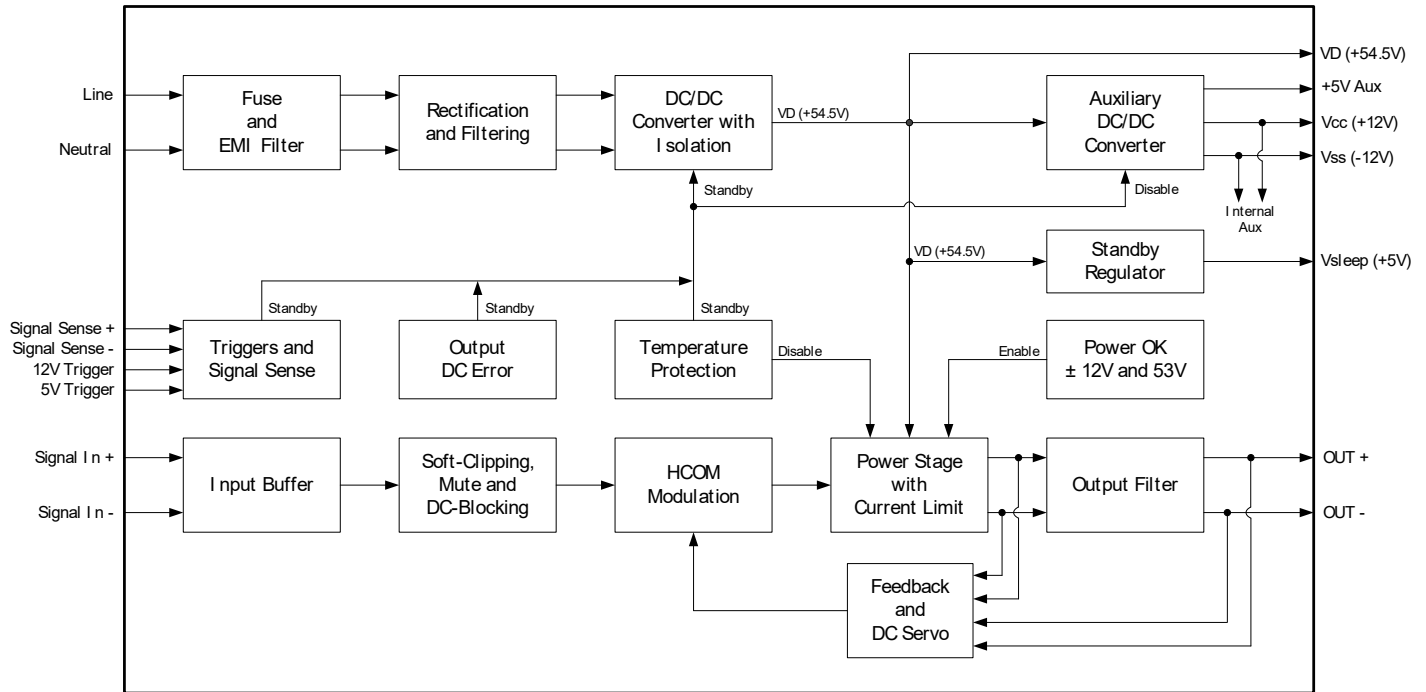 VD (+54.5V)
Line
Neutral
Fuse
and
EMI Filter
Rectification
and Filtering
DC/DC
Converter with
Isolation
VD (+54.5V)
Auxiliary
DC/DC
Converter
+5V Aux
Vcc (+12V)
Vss (-12V)
Standby
Disable
Internal
Aux
VD (+54.5V)
Standby
Regulator
Vsleep (+5V)
Standby
Standby
Standby
Signal Sense +
Signal Sense -
12V Trigger
5V Trigger
Triggers and
Signal Sense
Output
DC Error
Temperature
Protection
Disable
Enable
Power OK
± 12V and 53V
Signal In +
Signal In -
Input Buffer
Soft-Clipping,
Mute and
DC-Blocking
HCOM
Modulation
Power Stage
with
Current Limit
Output Filter
OUT +
OUT -
Feedback
and
DC Servo